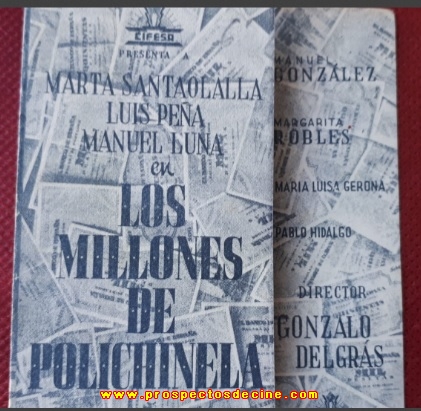 CIFESA
PRESENTA A
MARTA SANTAOLALLA
LUIS PEÑA
MANUEL LUNA
en
LOS
MILLONES
DE
POLICHINELA
MANUEL
GONZÁLEZ
MARGARITA
ROBLES
MARIA LUISA GERONA
PABLO HIDALGO
DIRECTOR
GONZALO
DELGRÁS
www.prospectosdecine.com